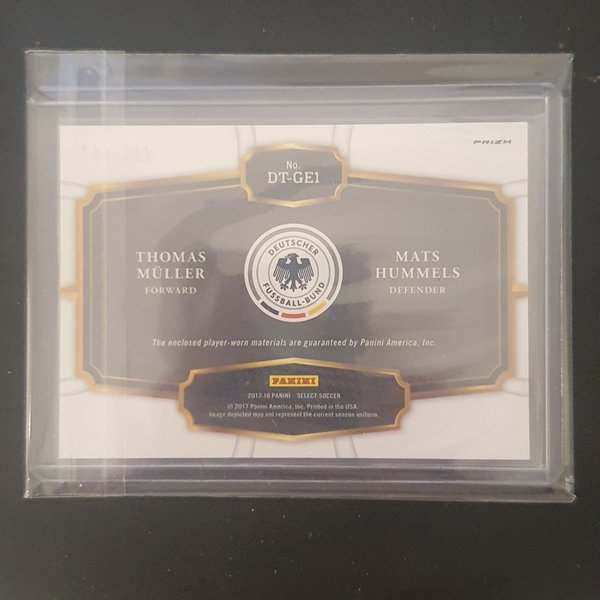 PRIZM
No.
DT-GE1
THOMAS
MÜLLER
FORWARD
DEUTSCHER
FUSSBALL-BUND
MATS
HUMMELS
DEFENDER
The enclosed player-worn materials are guaranteed by Panini America, Inc.
PANINI
2017-18 PANINI - SELECT SOCCER
© 2017 Panini America, Inc. Printed in the USA.
Image depicted may not represent the current season uniform.